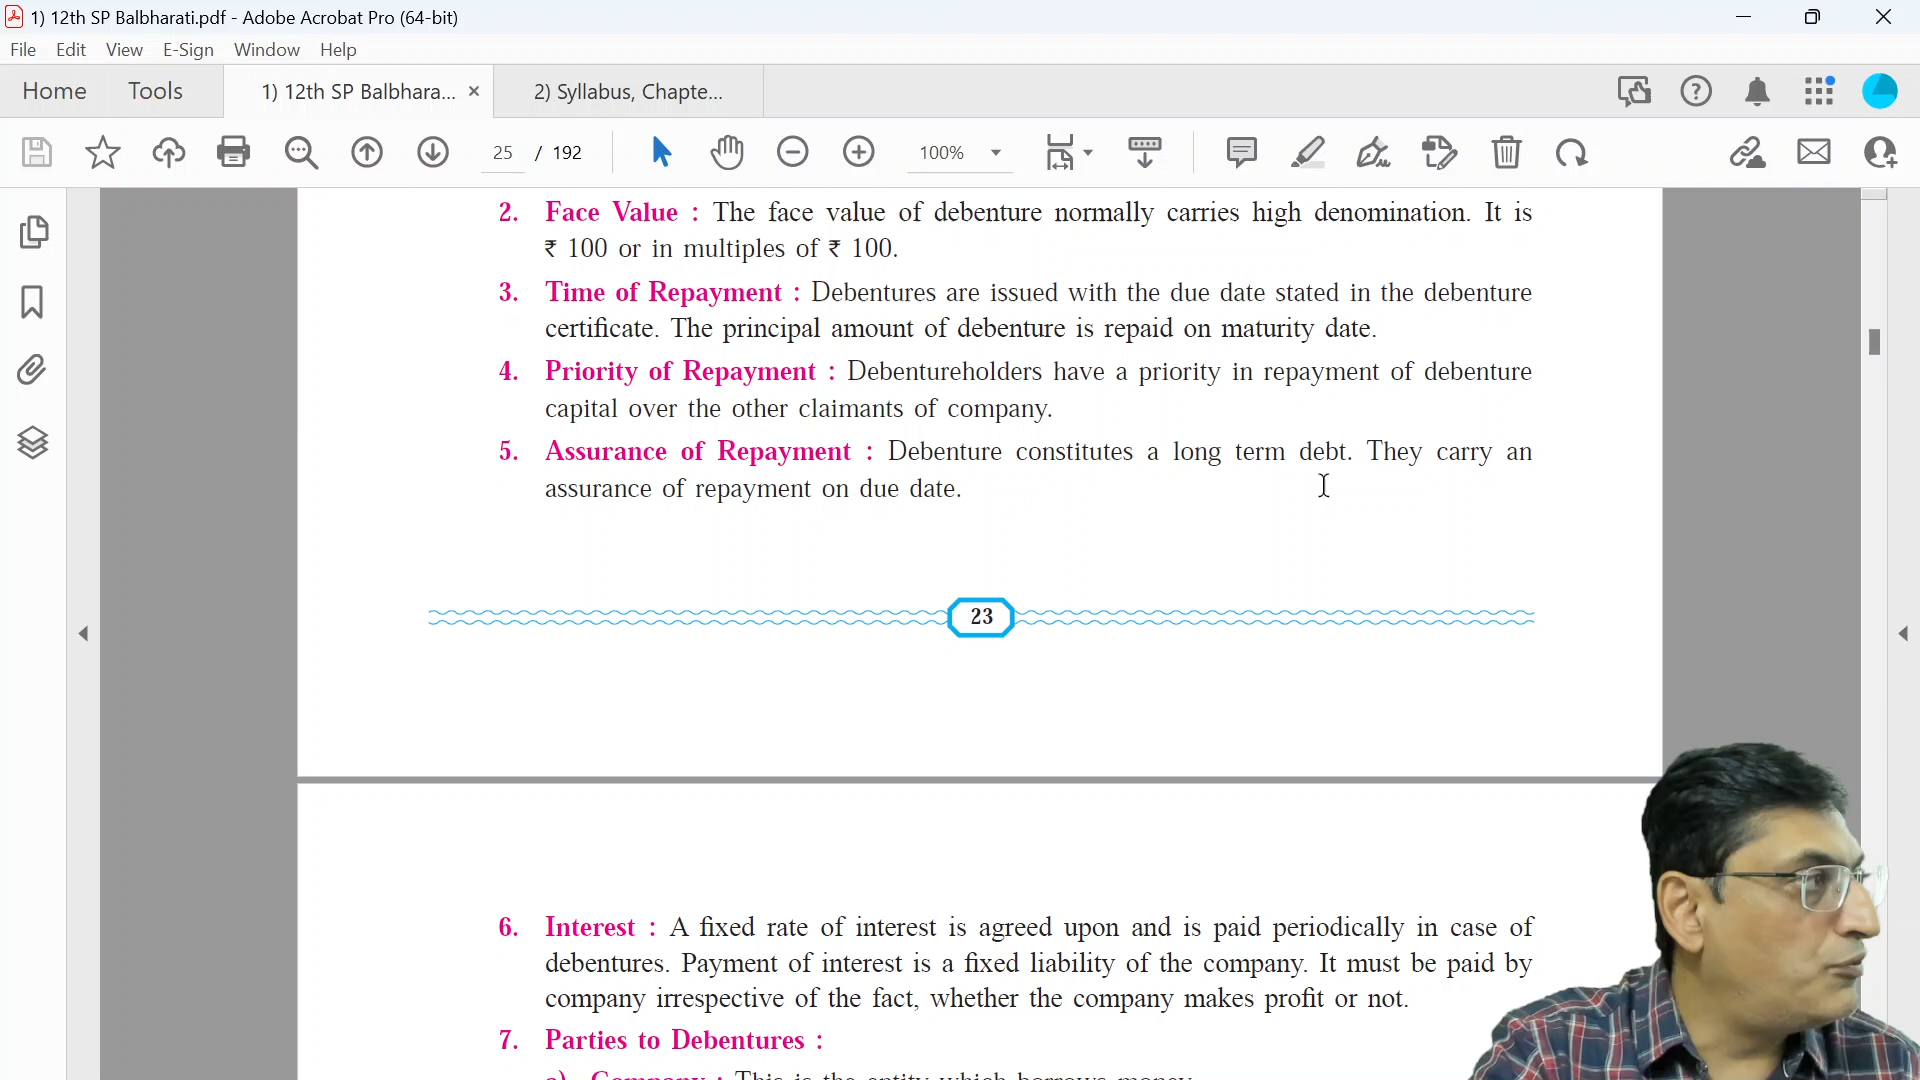 1) 12th SP Balbharati.pdf - Adobe Acrobat Pro (64-bit)
File Edit View E-Sign Window Help
Home Tools 1) 12th SP Balbhara... × 2) Syllabus, Chapte...
25 / 192 100%
2. Face Value : The face value of debenture normally carries high denomination. It is
₹ 100 or in multiples of ₹ 100.
3. Time of Repayment : Debentures are issued with the due date stated in the debenture
certificate. The principal amount of debenture is repaid on maturity date.
4. Priority of Repayment : Debentureholders have a priority in repayment of debenture
capital over the other claimants of company.
5. Assurance of Repayment : Debenture constitutes a long term debt. They carry an
assurance of repayment on due date.
23
6. Interest : A fixed rate of interest is agreed upon and is paid periodically in case of
debentures. Payment of interest is a fixed liability of the company. It must be paid by
company irrespective of the fact, whether the company makes profit or not.
7. Parties to Debentures :
a) Company : This is the entity which borrows money.